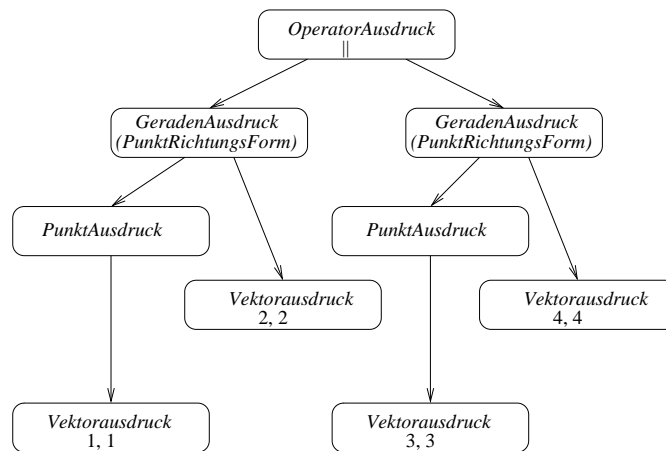 OperatorAusdruck
||
GeradenAusdruck
(PunktRichtungsForm)
GeradenAusdruck
(PunktRichtungsForm)
PunktAusdruck
PunktAusdruck
Vektorausdruck
2, 2
Vektorausdruck
4, 4
Vektorausdruck
1, 1
Vektorausdruck
3, 3